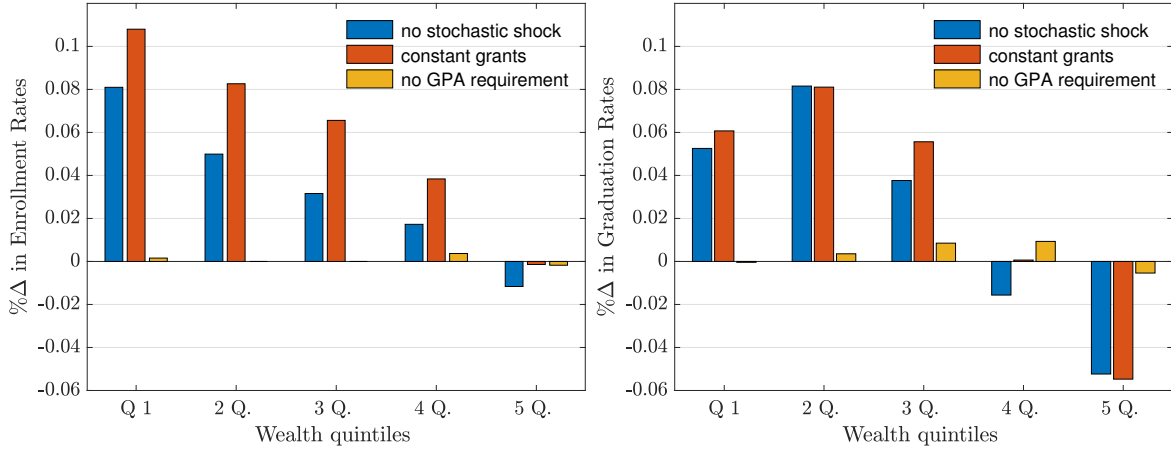 %Δ in Enrollment Rates
0.1
0.08
0.06
0.04
0.02
0
-0.02
-0.04
-0.06
no stochastic shock
constant grants
no GPA requirement
Q 1 2 Q. 3 Q. 4 Q. 5 Q.
Wealth quintiles
%Δ in Graduation Rates
0.1
0.08
0.06
0.04
0.02
0
-0.02
-0.04
-0.06
no stochastic shock
constant grants
no GPA requirement
Q 1 2 Q. 3 Q. 4 Q. 5 Q.
Wealth quintiles